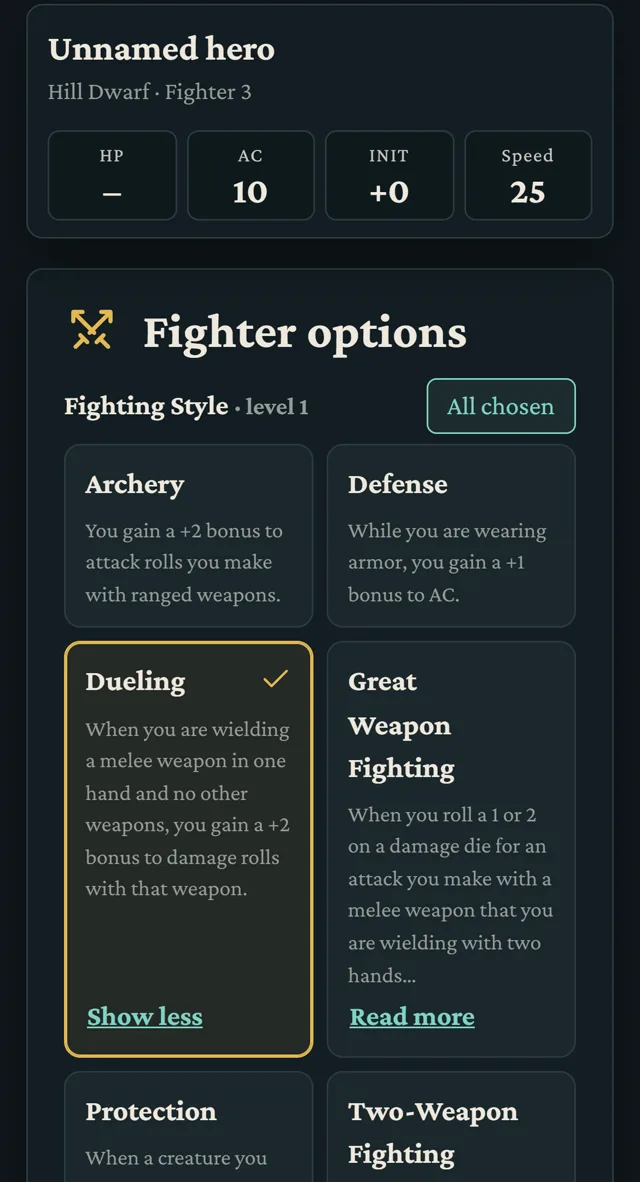 Unnamed hero
Hill Dwarf · Fighter 3
HP
–
AC
10
INIT
+0
Speed
25
Fighter options
Fighting Style · level 1
All chosen
Archery
You gain a +2 bonus to
attack rolls you make
with ranged weapons.
Defense
While you are wearing
armor, you gain a +1
bonus to AC.
Dueling
When you are wielding
a melee weapon in one
hand and no other
weapons, you gain a +2
bonus to damage rolls
with that weapon.
Show less
Great
Weapon
Fighting
When you roll a 1 or 2
on a damage die for an
attack you make with a
melee weapon that you
are wielding with two
hands...
Read more
Protection
When a creature you
Two-Weapon
Fighting